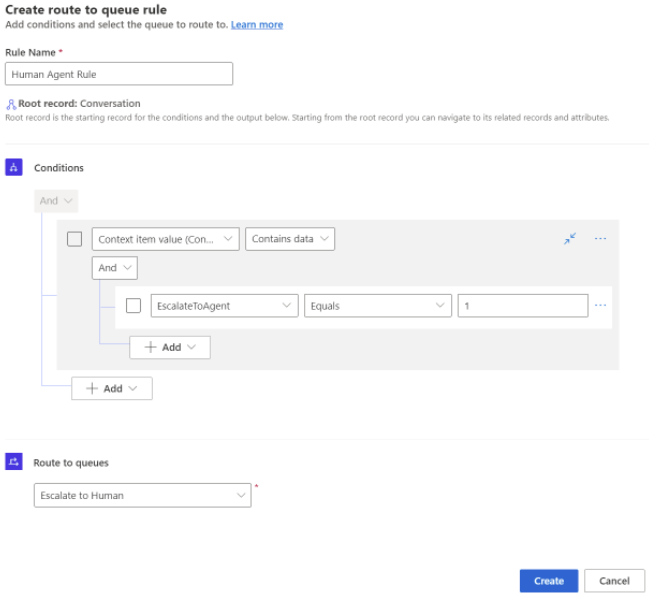 Create route to queue rule
Add conditions and select the queue to route to. Learn more
Rule Name *
Human Agent Rule
Root record: Conversation
Root record is the starting record for the conditions and the output below. Starting from the root record you can navigate to its related records and attributes.
Conditions
And
Context item value (Con... Contains data
And
EscalateToAgent Equals 1
Add
Add
Route to queues
Escalate to Human *
Create Cancel